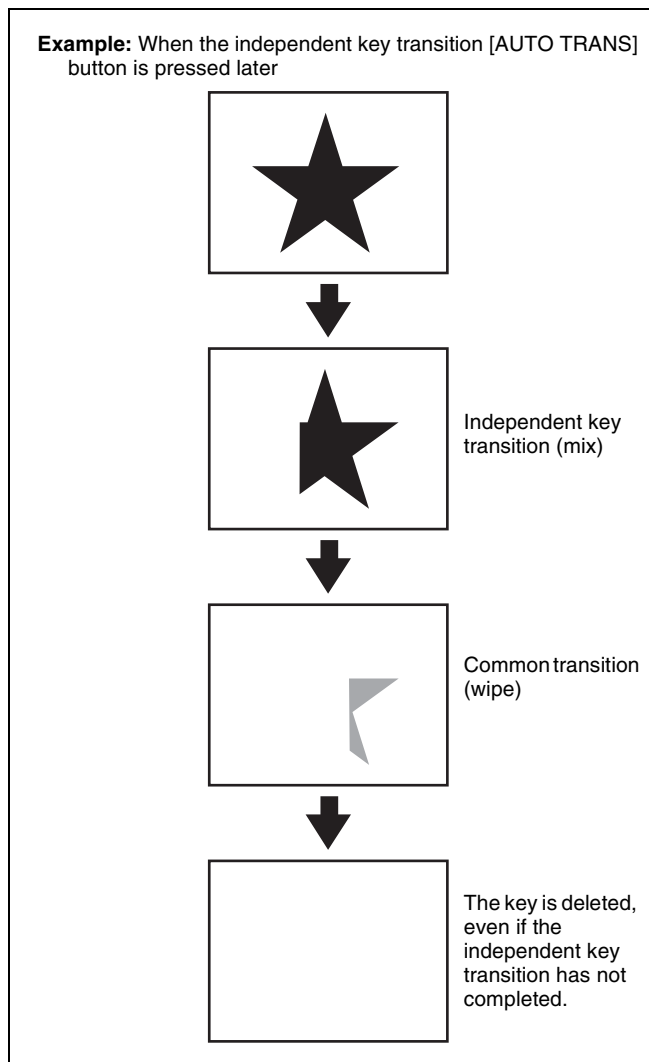 Example: When the independent key transition [AUTO TRANS]
button is pressed later
Independent key
transition (mix)
Common transition
(wipe)
The key is deleted,
even if the
independent key
transition has not
completed.